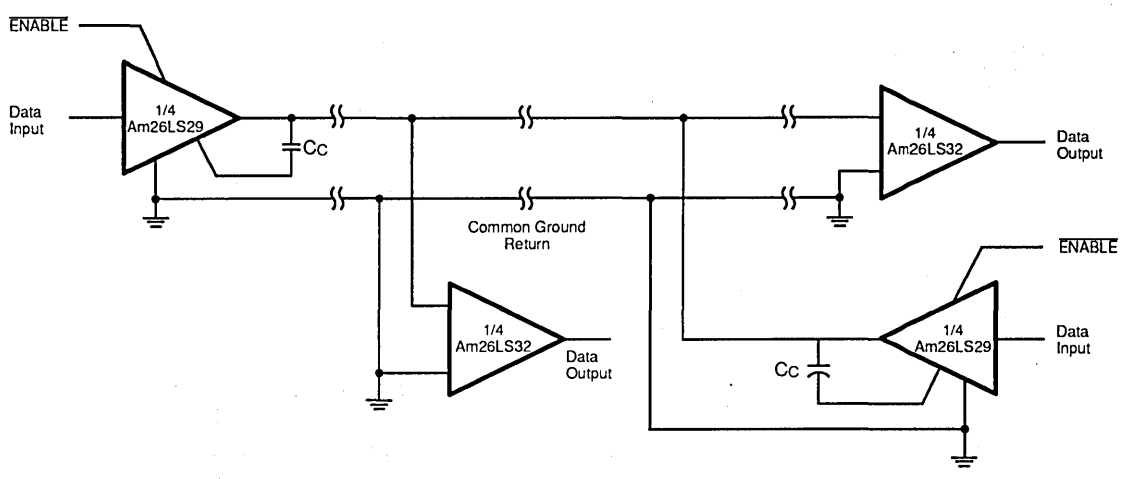 ENABLE
Data
Input
1/4
Am26LS29
CC
1/4
Am26LS32
Data
Output
Common Ground
Return
ENABLE
1/4
Am26LS32
Data
Output
CC
1/4
Am26LS29
Data
Input